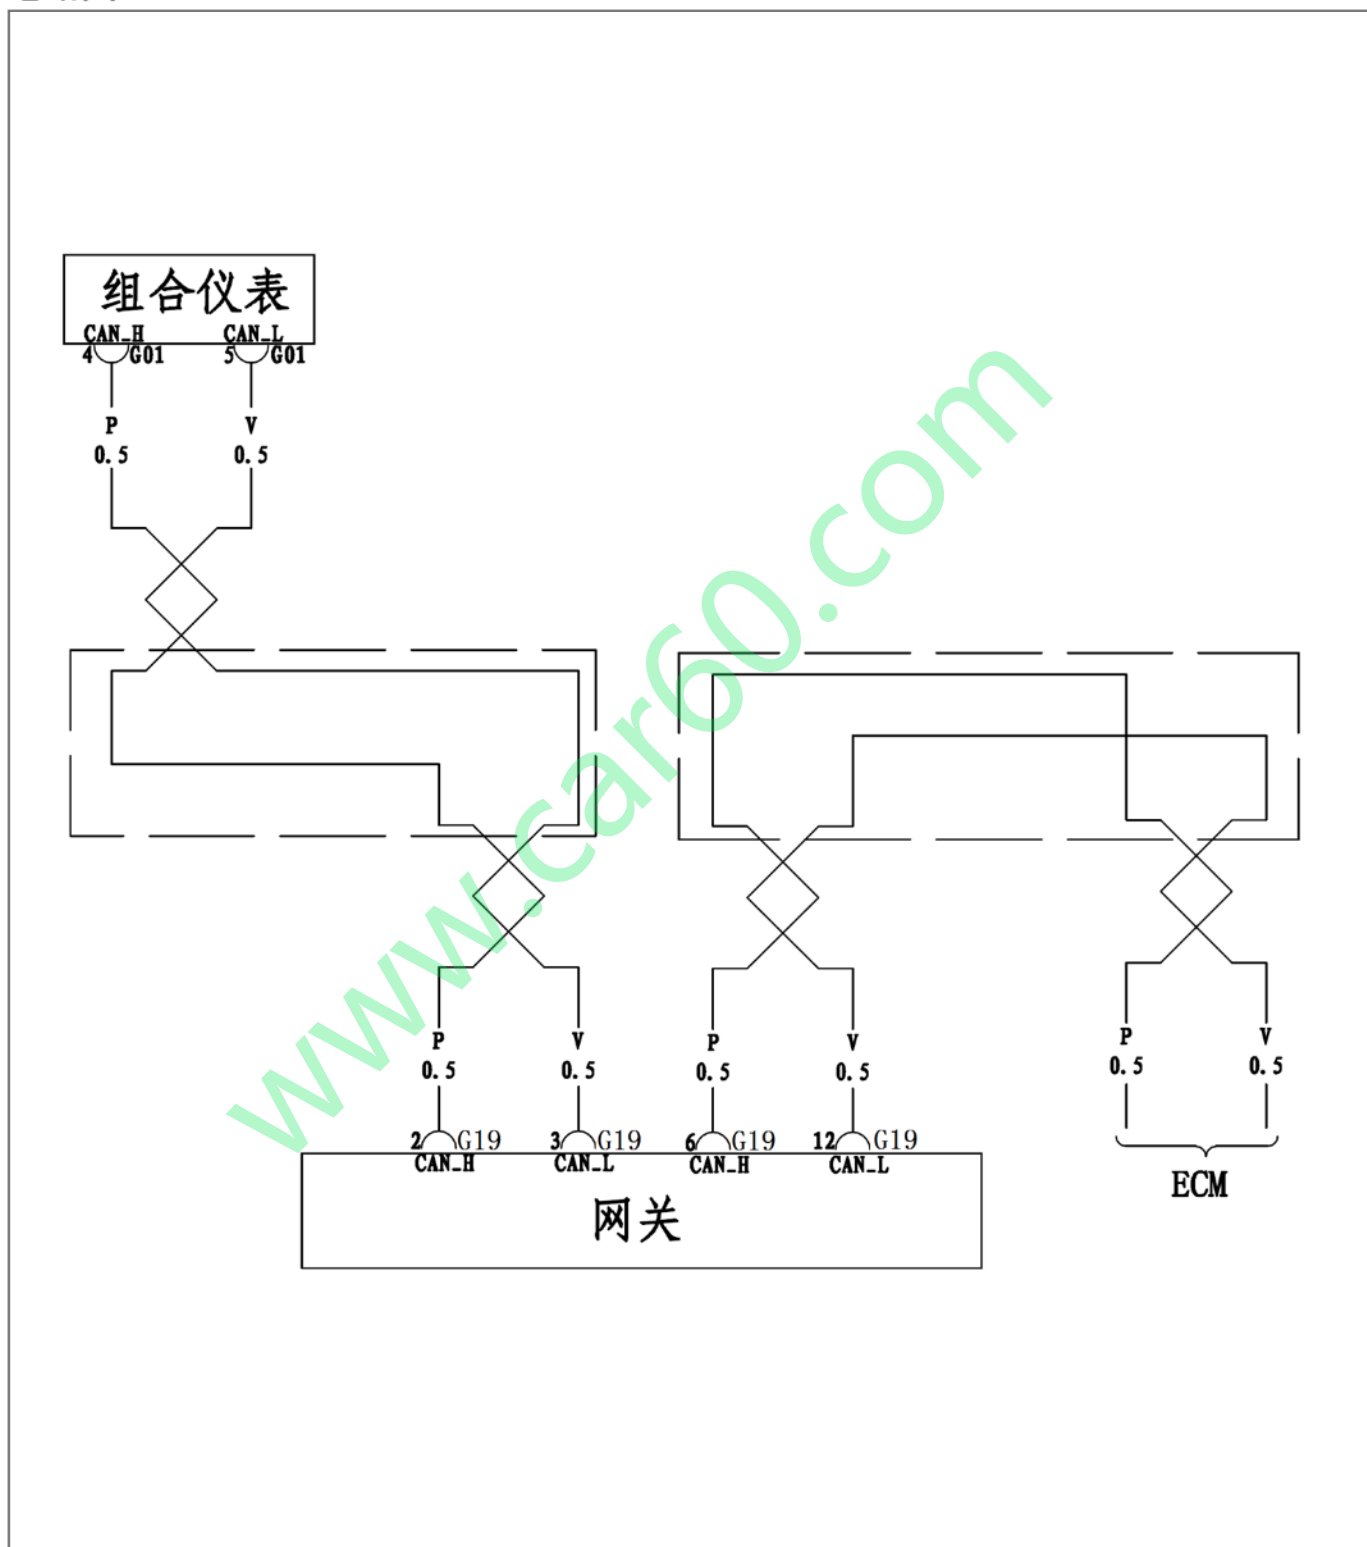 组合仪表
CAN_H CAN_L
4 G01 5 G01
P V
0.5 0.5
www.car60.com
P V P V P V
0.5 0.5 0.5 0.5 0.5 0.5
2 G19 3 G19 6 G19 12 G19
CAN_H CAN_L CAN_H CAN_L
ECM
网关